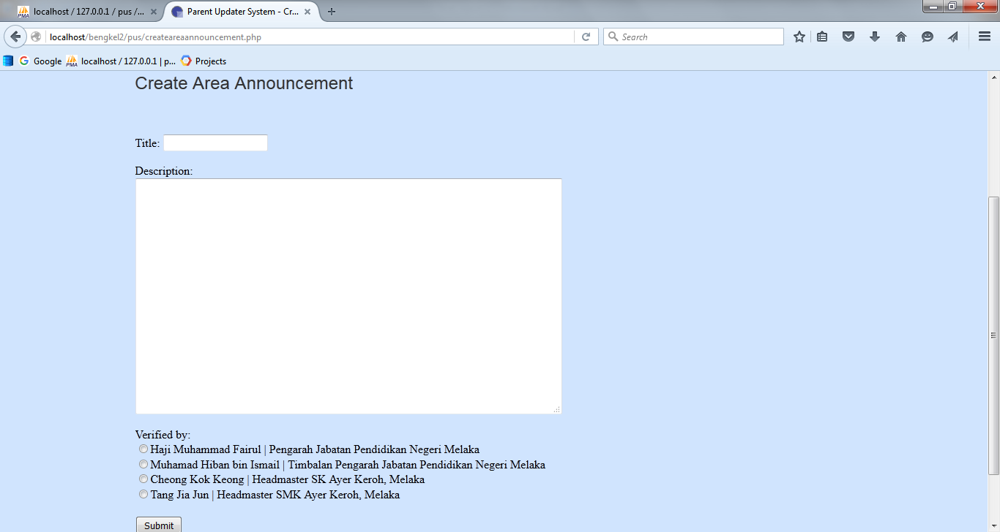 localhost / 127.0.0.1 / pus /...
Parent Updater System - Cr...
localhost/bengkel2/pus/createareaannouncement.php
Search
Google
PMA localhost / 127.0.0.1 | p...
Projects
Create Area Announcement
Title:
Description:
Verified by:
Haji Muhammad Fairul | Pengarah Jabatan Pendidikan Negeri Melaka
Muhamad Hiban bin Ismail | Timbalan Pengarah Jabatan Pendidikan Negeri Melaka
Cheong Kok Keong | Headmaster SK Ayer Keroh, Melaka
Tang Jia Jun | Headmaster SMK Ayer Keroh, Melaka
Submit